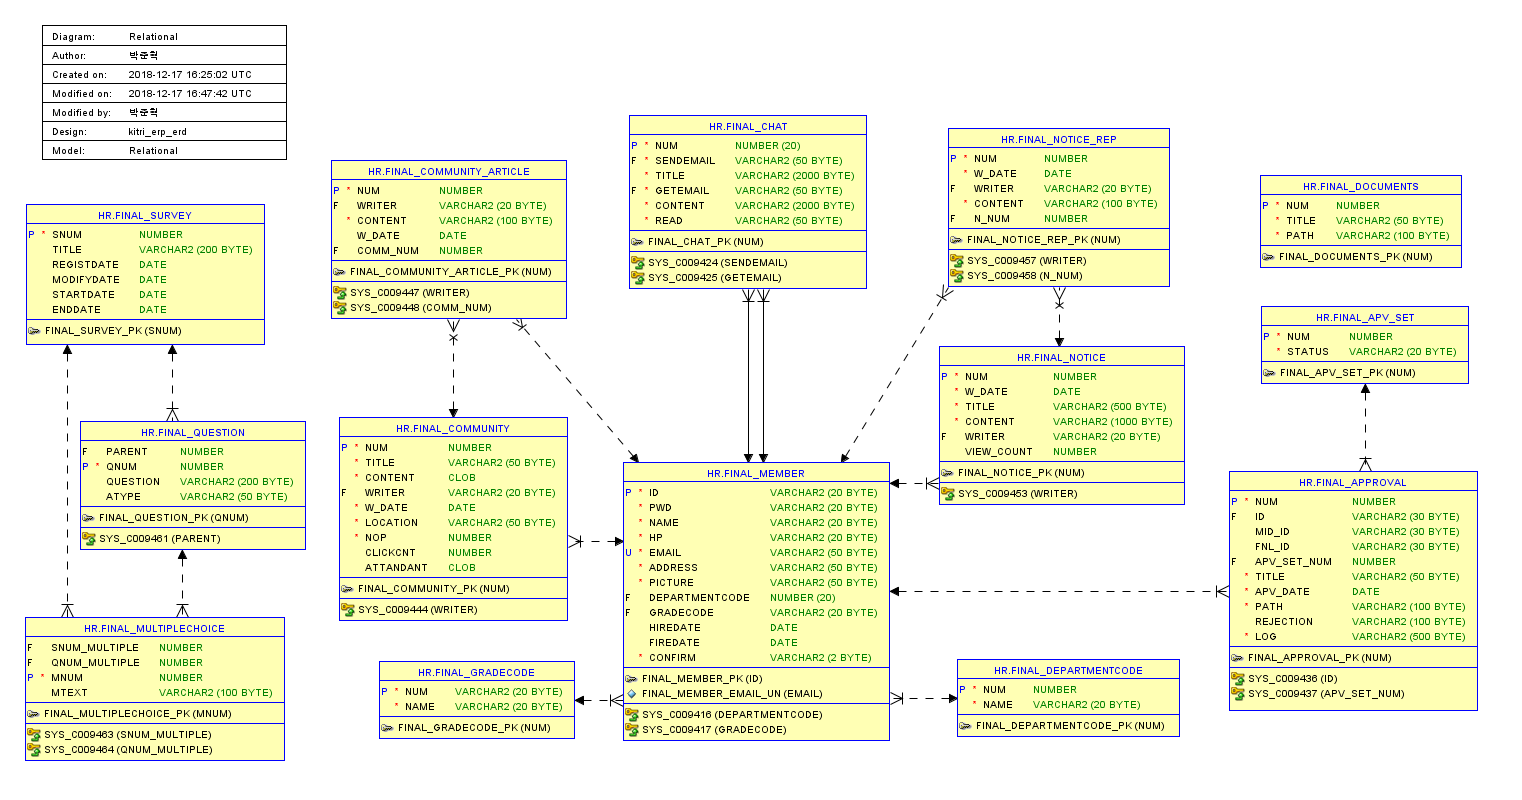 Diagram: Relational
Author: 박준혁
Created on: 2018-12-17 16:25:02 UTC
Modified on: 2018-12-17 16:47:42 UTC
Modified by: 박준혁
Design: kitri_erp_erd
Model: Relational
HR.FINAL_SURVEY
P * SNUM NUMBER
TITLE VARCHAR2 (200 BYTE)
REGISTDATE DATE
MODIFYDATE DATE
STARTDATE DATE
ENDDATE DATE
FINAL_SURVEY_PK (SNUM)
HR.FINAL_QUESTION
F PARENT NUMBER
P * QNUM NUMBER
QUESTION VARCHAR2 (200 BYTE)
ATYPE VARCHAR2 (50 BYTE)
FINAL_QUESTION_PK (QNUM)
SYS_C009461 (PARENT)
HR.FINAL_MULTIPLECHOICE
F SNUM_MULTIPLE NUMBER
F QNUM_MULTIPLE NUMBER
P * MNUM NUMBER
MTEXT VARCHAR2 (100 BYTE)
FINAL_MULTIPLECHOICE_PK (MNUM)
SYS_C009463 (SNUM_MULTIPLE)
SYS_C009464 (QNUM_MULTIPLE)
HR.FINAL_COMMUNITY_ARTICLE
P * NUM NUMBER
F WRITER VARCHAR2 (20 BYTE)
* CONTENT VARCHAR2 (100 BYTE)
W_DATE DATE
F COMM_NUM NUMBER
FINAL_COMMUNITY_ARTICLE_PK (NUM)
SYS_C009447 (WRITER)
SYS_C009448 (COMM_NUM)
HR.FINAL_COMMUNITY
P * NUM NUMBER
* TITLE VARCHAR2 (50 BYTE)
* CONTENT CLOB
F WRITER VARCHAR2 (20 BYTE)
* W_DATE DATE
* LOCATION VARCHAR2 (50 BYTE)
* NOP NUMBER
CLICKCNT NUMBER
ATTANDANT CLOB
FINAL_COMMUNITY_PK (NUM)
SYS_C009444 (WRITER)
HR.FINAL_GRADECODE
P * NUM VARCHAR2 (20 BYTE)
* NAME VARCHAR2 (20 BYTE)
FINAL_GRADECODE_PK (NUM)
HR.FINAL_CHAT
P * NUM NUMBER (20)
F * SENDEMAIL VARCHAR2 (50 BYTE)
* TITLE VARCHAR2 (2000 BYTE)
F * GETEMAIL VARCHAR2 (50 BYTE)
* CONTENT VARCHAR2 (2000 BYTE)
* READ VARCHAR2 (50 BYTE)
FINAL_CHAT_PK (NUM)
SYS_C009424 (SENDEMAIL)
SYS_C009425 (GETEMAIL)
HR.FINAL_MEMBER
P * ID VARCHAR2 (20 BYTE)
* PWD VARCHAR2 (20 BYTE)
* NAME VARCHAR2 (20 BYTE)
* HP VARCHAR2 (20 BYTE)
U * EMAIL VARCHAR2 (50 BYTE)
* ADDRESS VARCHAR2 (50 BYTE)
* PICTURE VARCHAR2 (50 BYTE)
F DEPARTMENTCODE NUMBER (20)
F GRADECODE VARCHAR2 (20 BYTE)
HIREDATE DATE
FIREDATE DATE
* CONFIRM VARCHAR2 (2 BYTE)
FINAL_MEMBER_PK (ID)
FINAL_MEMBER_EMAIL_UN (EMAIL)
SYS_C009416 (DEPARTMENTCODE)
SYS_C009417 (GRADECODE)
HR.FINAL_NOTICE_REP
P * NUM NUMBER
* W_DATE DATE
F WRITER VARCHAR2 (20 BYTE)
* CONTENT VARCHAR2 (100 BYTE)
F N_NUM NUMBER
FINAL_NOTICE_REP_PK (NUM)
SYS_C009457 (WRITER)
SYS_C009458 (N_NUM)
HR.FINAL_NOTICE
P * NUM NUMBER
* W_DATE DATE
* TITLE VARCHAR2 (500 BYTE)
* CONTENT VARCHAR2 (1000 BYTE)
F WRITER VARCHAR2 (20 BYTE)
VIEW_COUNT NUMBER
FINAL_NOTICE_PK (NUM)
SYS_C009453 (WRITER)
HR.FINAL_DEPARTMENTCODE
P * NUM NUMBER
* NAME VARCHAR2 (20 BYTE)
FINAL_DEPARTMENTCODE_PK (NUM)
HR.FINAL_DOCUMENTS
P * NUM NUMBER
* TITLE VARCHAR2 (50 BYTE)
* PATH VARCHAR2 (100 BYTE)
FINAL_DOCUMENTS_PK (NUM)
HR.FINAL_APV_SET
P * NUM NUMBER
* STATUS VARCHAR2 (20 BYTE)
FINAL_APV_SET_PK (NUM)
HR.FINAL_APPROVAL
P * NUM NUMBER
F ID VARCHAR2 (30 BYTE)
MID_ID VARCHAR2 (30 BYTE)
FNL_ID VARCHAR2 (30 BYTE)
F APV_SET_NUM NUMBER
* TITLE VARCHAR2 (50 BYTE)
* APV_DATE DATE
* PATH VARCHAR2 (100 BYTE)
REJECTION VARCHAR2 (100 BYTE)
* LOG VARCHAR2 (500 BYTE)
FINAL_APPROVAL_PK (NUM)
SYS_C009436 (ID)
SYS_C009437 (APV_SET_NUM)